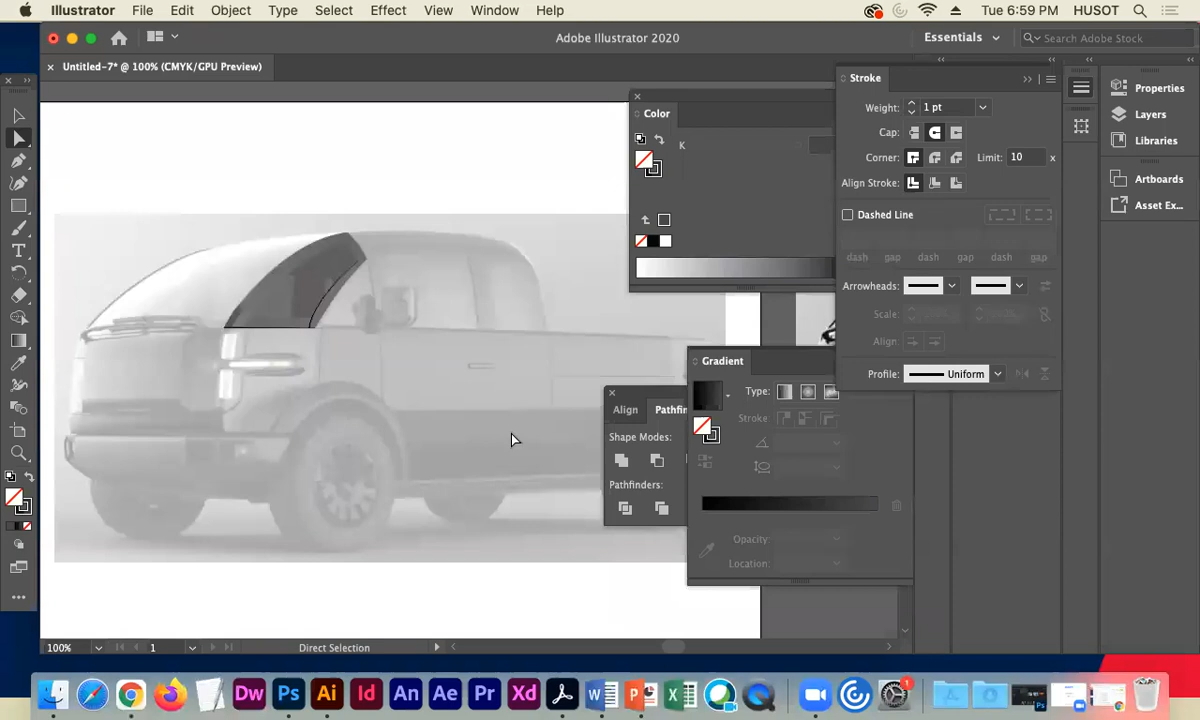 Illustrator File Edit Object Type Select Effect View Window Help Tue 6:59 PM HUSOT
Adobe Illustrator 2020
Essentials
Search Adobe Stock
× Untitled-7* @ 100% (CMYK/GPU Preview)
Color
K
Stroke
Weight: 1 pt
Cap:
Corner: Limit: 10 x
Align Stroke:
Dashed Line
dash gap dash gap dash gap
Arrowheads:
Scale:
Align:
Profile: Uniform
Properties
Layers
Libraries
Artboards
Asset Ex...
Gradient
Type:
Stroke:
Opacity:
Location:
Align Pathfin
Shape Modes:
Pathfinders:
100% 1 Direct Selection
Dw Ps Ai Id An Ae Pr Xd W P X 1